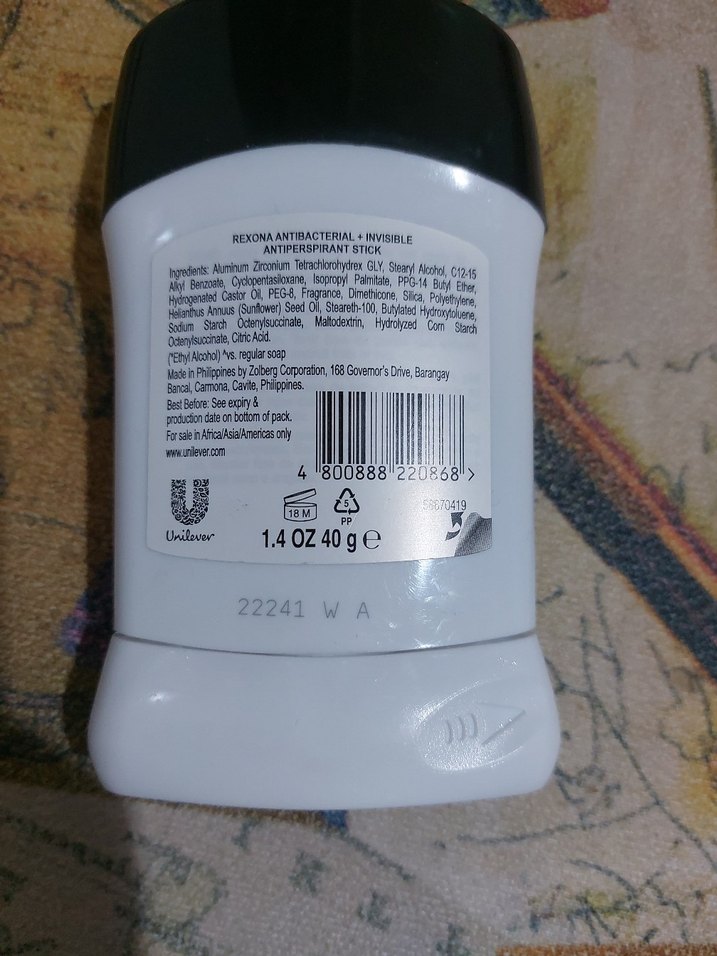 REXONA ANTIBACTERIAL + INVISIBLE
ANTIPERSPIRANT STICK
Ingredients: Aluminum Zirconium Tetrachlorohydrex GLY, Stearyl Alcohol, C12-15
Alkyl Benzoate, Cyclopentasiloxane, Isopropyl Palmitate, PPG-14 Butyl Ether,
Hydrogenated Castor Oil, PEG-8, Fragrance, Dimethicone, Silica, Polyethylene,
Helianthus Annuus (Sunflower) Seed Oil, Steareth-100, Butylated Hydroxytoluene,
Sodium Starch Octenylsuccinate, Maltodextrin, Hydrolyzed Corn Starch
Octenylsuccinate, Citric Acid.
(*Ethyl Alcohol) ^vs. regular soap
Made in Philippines by Zolberg Corporation, 168 Governor's Drive, Barangay
Bancal, Carmona, Cavite, Philippines.
Best Before: See expiry &
production date on bottom of pack.
For sale in Africa/Asia/Americas only
www.unilever.com
4 800888 220868 >
Unilever
18 M
5
PP
1.4 OZ 40 g e
22241 W A